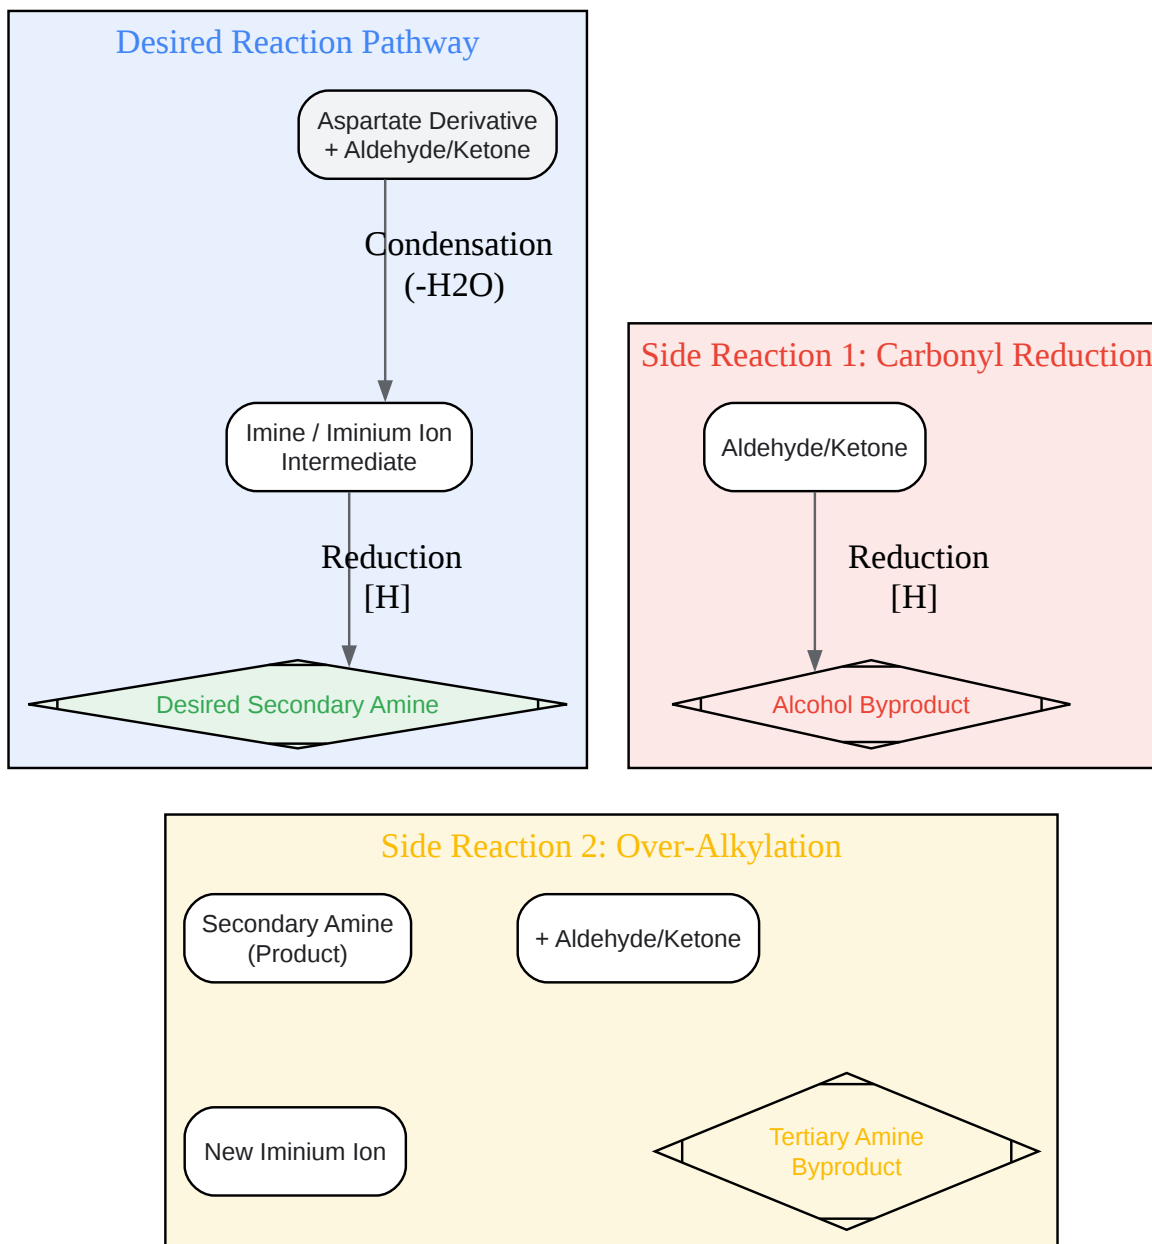 Desired Reaction Pathway
Aspartate Derivative
+ Aldehyde/Ketone
Condensation
(-H2O)
Imine / Iminium Ion
Intermediate
Reduction
[H]
Desired Secondary Amine
Side Reaction 1: Carbonyl Reduction
Aldehyde/Ketone
Reduction
[H]
Alcohol Byproduct
Side Reaction 2: Over-Alkylation
Secondary Amine
(Product)
+ Aldehyde/Ketone
New Iminium Ion
Tertiary Amine
Byproduct